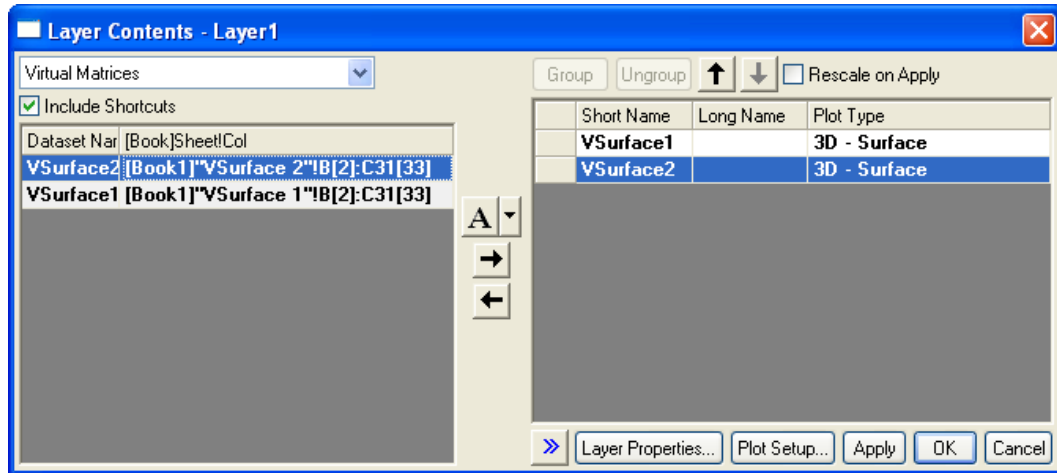 Layer Contents - Layer1
Virtual Matrices
Include Shortcuts
Dataset Nar [Book]Sheet!Col
VSurface2 [Book1]"VSurface 2"!B[2]:C31[33]
VSurface1 [Book1]"VSurface 1"!B[2]:C31[33]
A
Group Ungroup Rescale on Apply
Short Name Long Name Plot Type
VSurface1 3D - Surface
VSurface2 3D - Surface
Layer Properties... Plot Setup... Apply OK Cancel